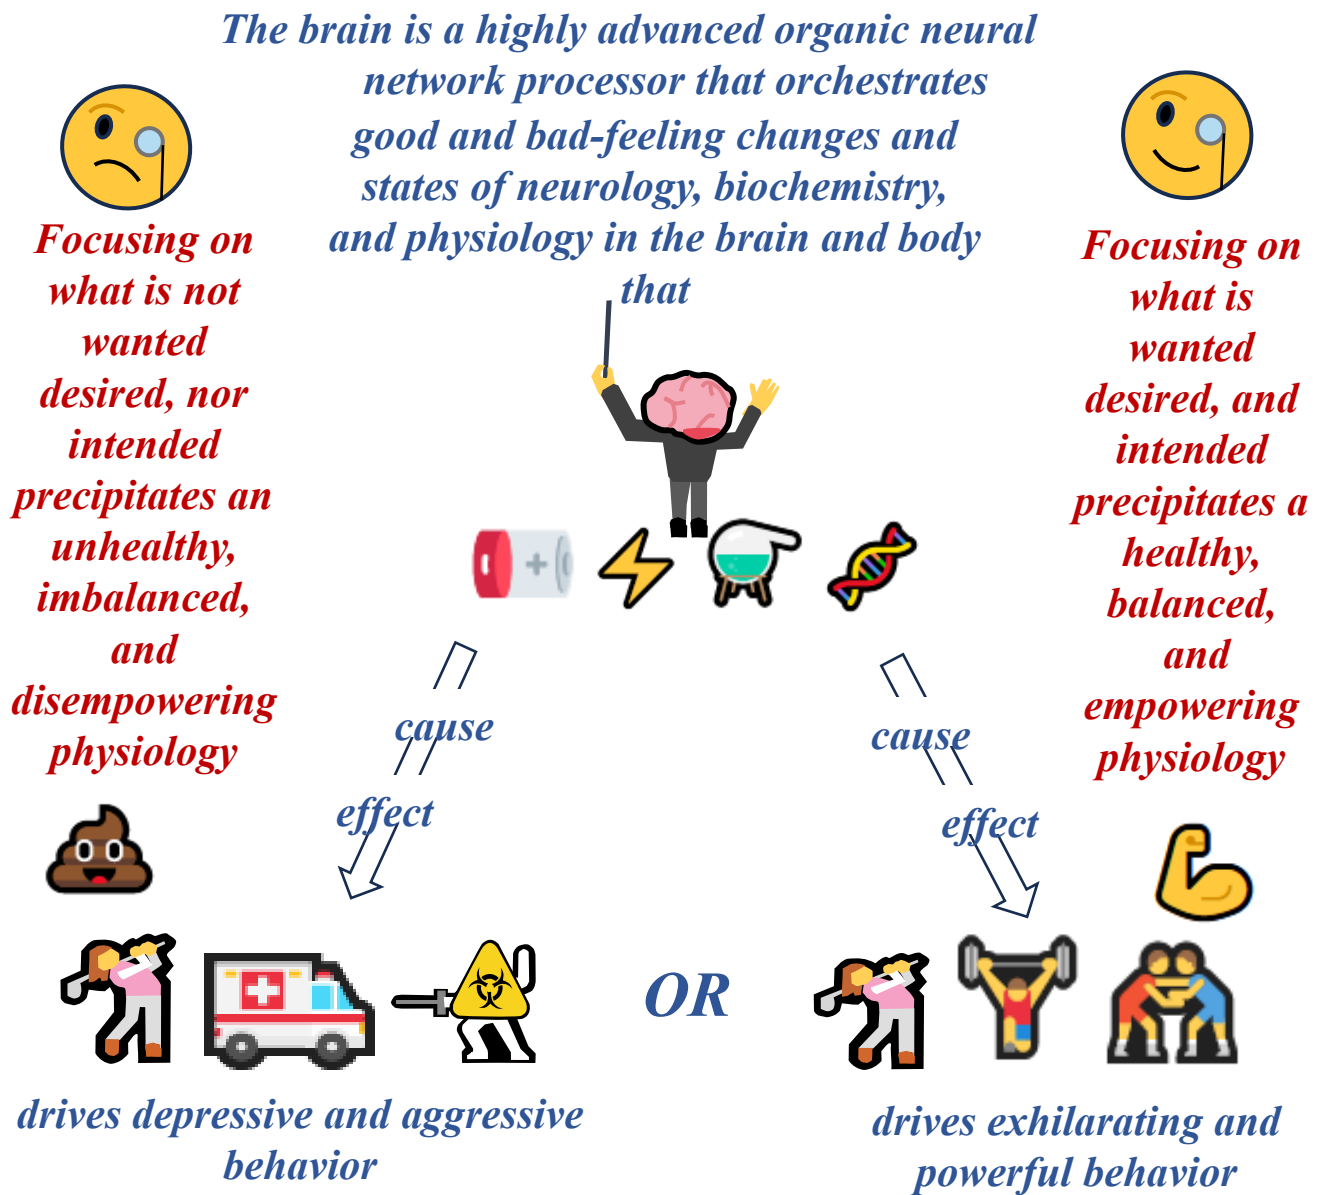 The brain is a highly advanced organic neural
network processor that orchestrates
good and bad-feeling changes and
states of neurology, biochemistry,
and physiology in the brain and body
that
Focusing on
what is not
wanted
desired, nor
intended
precipitates an
unhealthy,
imbalanced,
and
disempowering
physiology
Focusing on
what is
wanted
desired, and
intended
precipitates a
healthy,
balanced,
and
empowering
physiology
cause
effect
cause
effect
OR
drives depressive and aggressive
behavior
drives exhilarating and
powerful behavior